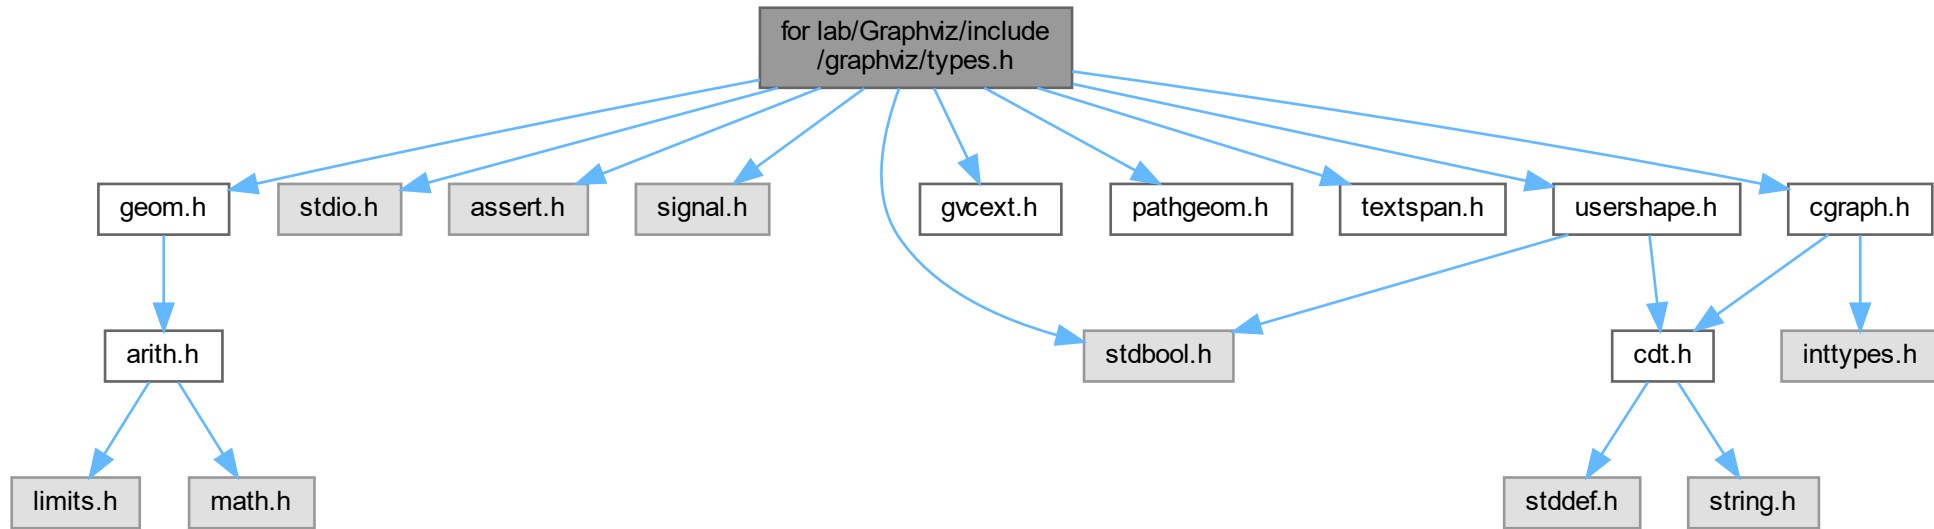 for lab/Graphviz/include
/graphviz/types.h
geom.h
stdio.h
assert.h
signal.h
gvcext.h
pathgeom.h
textspan.h
usershape.h
cgraph.h
arith.h
stdbool.h
cdt.h
inttypes.h
limits.h
math.h
stddef.h
string.h